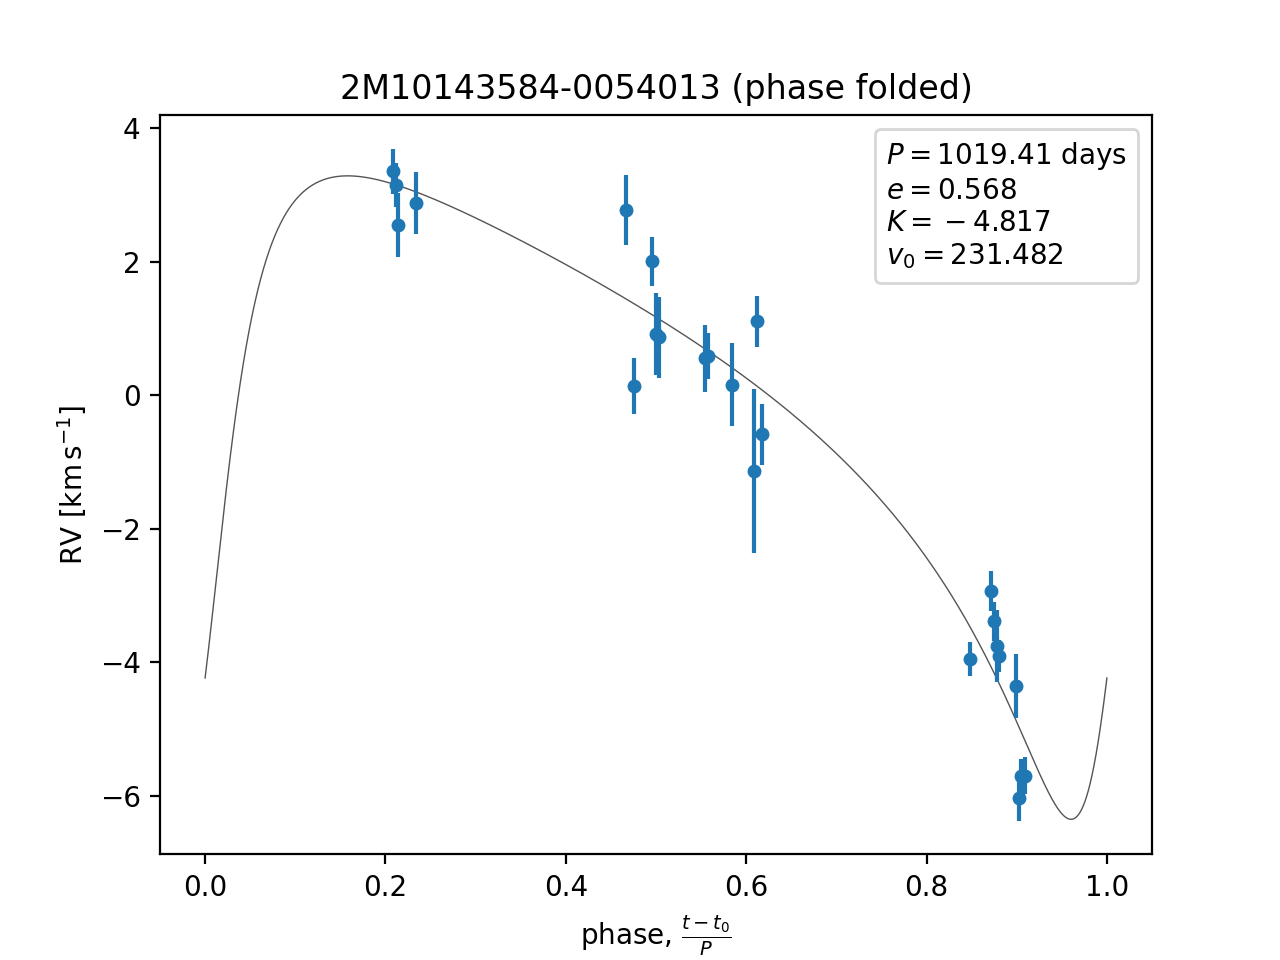 2M10143584-0054013 (phase folded)
P = 1019.41 days
e = 0.568
K = −4.817
v₀ = 231.482
4
2
0
−2
−4
−6
RV [km s⁻¹]
0.0 0.2 0.4 0.6 0.8 1.0
phase, (t − t₀)/P